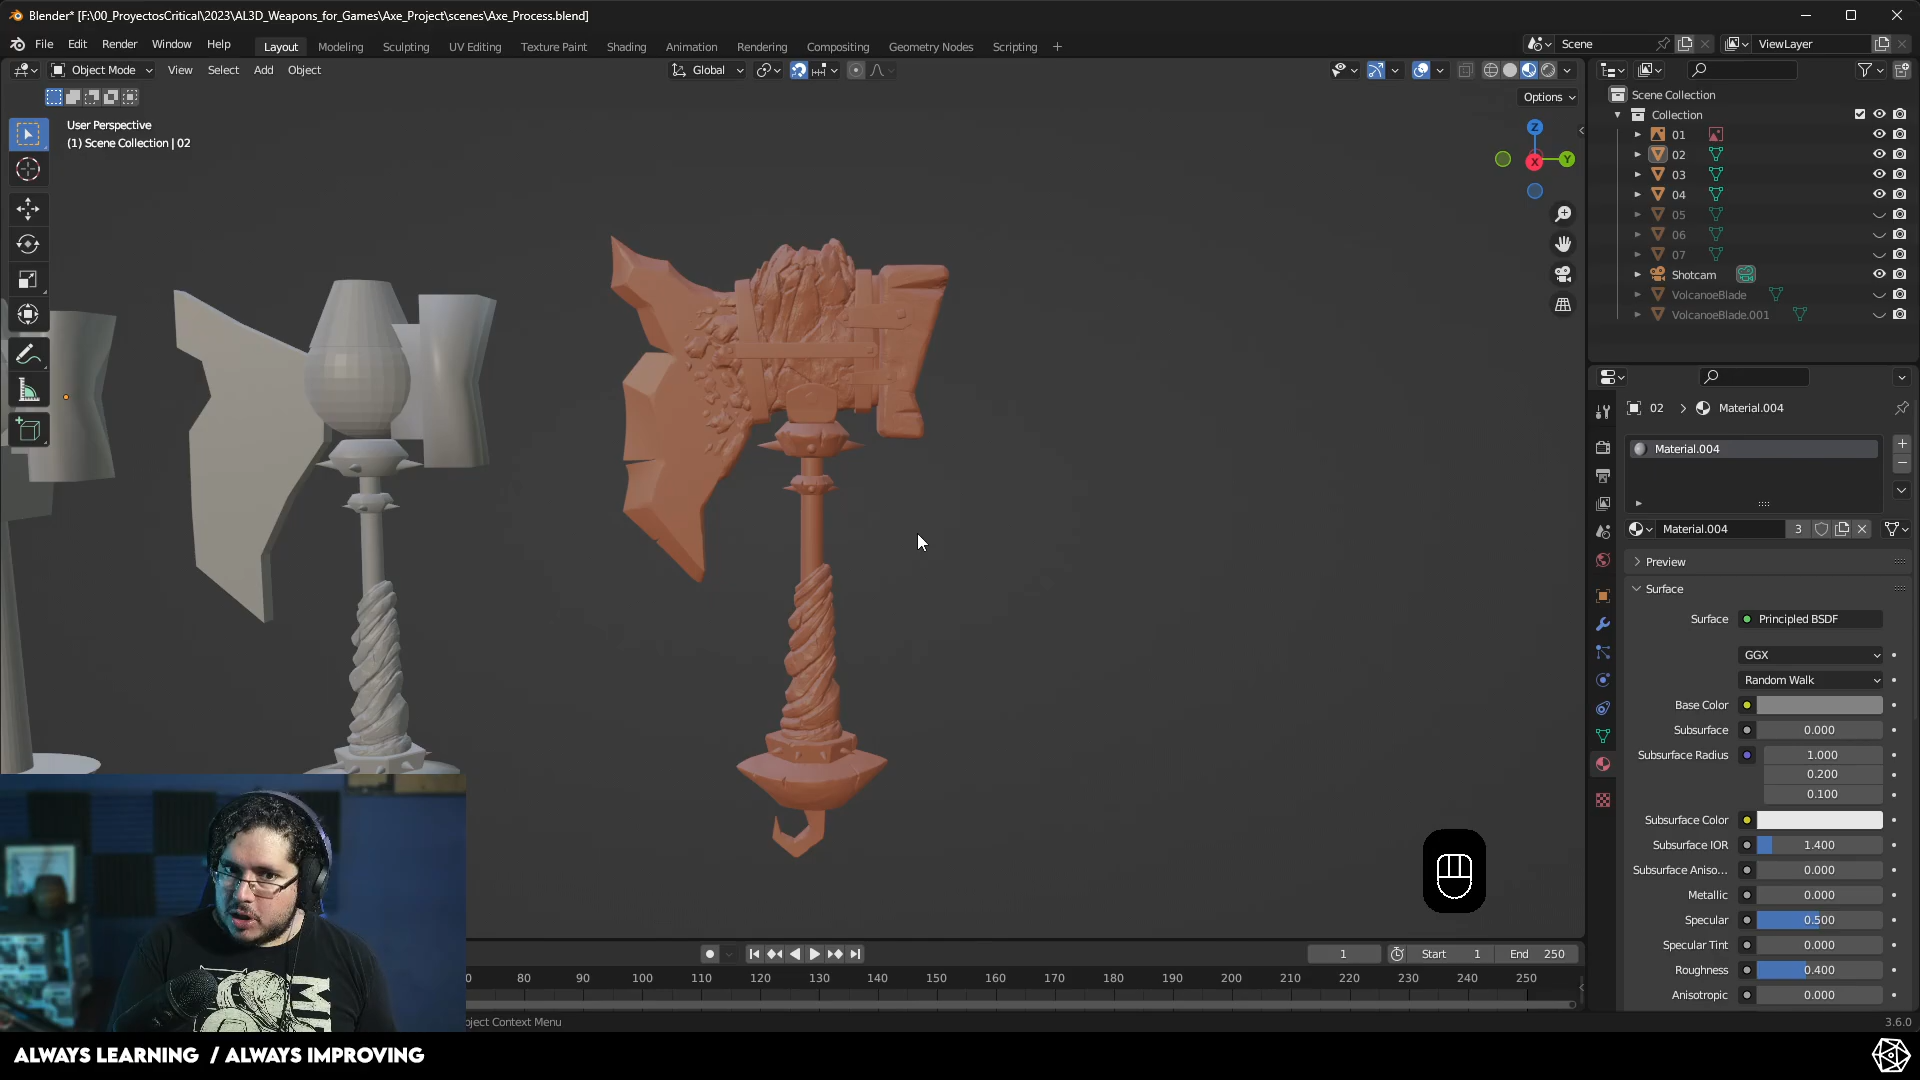 Blender* [F:\00_ProyectosCritical\2023\AL3D_Weapons_for_Games\Axe_Project\scenes\Axe_Process.blend]
File Edit Render Window Help Layout Modeling Sculpting UV Editing Texture Paint Shading Animation Rendering Compositing Geometry Nodes Scripting + Scene ViewLayer
Object Mode View Select Add Object Global
Options
User Perspective
(1) Scene Collection | 02
Z
Y
X
Scene Collection
Collection
01
02
03
04
05
06
07
Shotcam
VolcanoeBlade
VolcanoeBlade.001
02 > Material.004
Material.004
Material.004 3
Preview
Surface
Surface Principled BSDF
GGX
Random Walk
Base Color
Subsurface 0.000
Subsurface Radius 1.000
0.200
0.100
Subsurface Color
Subsurface IOR 1.400
Subsurface Aniso... 0.000
Metallic 0.000
Specular 0.500
Specular Tint 0.000
Roughness 0.400
Anisotropic 0.000
1 Start 1 End 250
0 80 90 100 110 120 130 140 150 160 170 180 190 200 210 220 230 240 250
oject Context Menu
3.6.0
ALWAYS LEARNING / ALWAYS IMPROVING